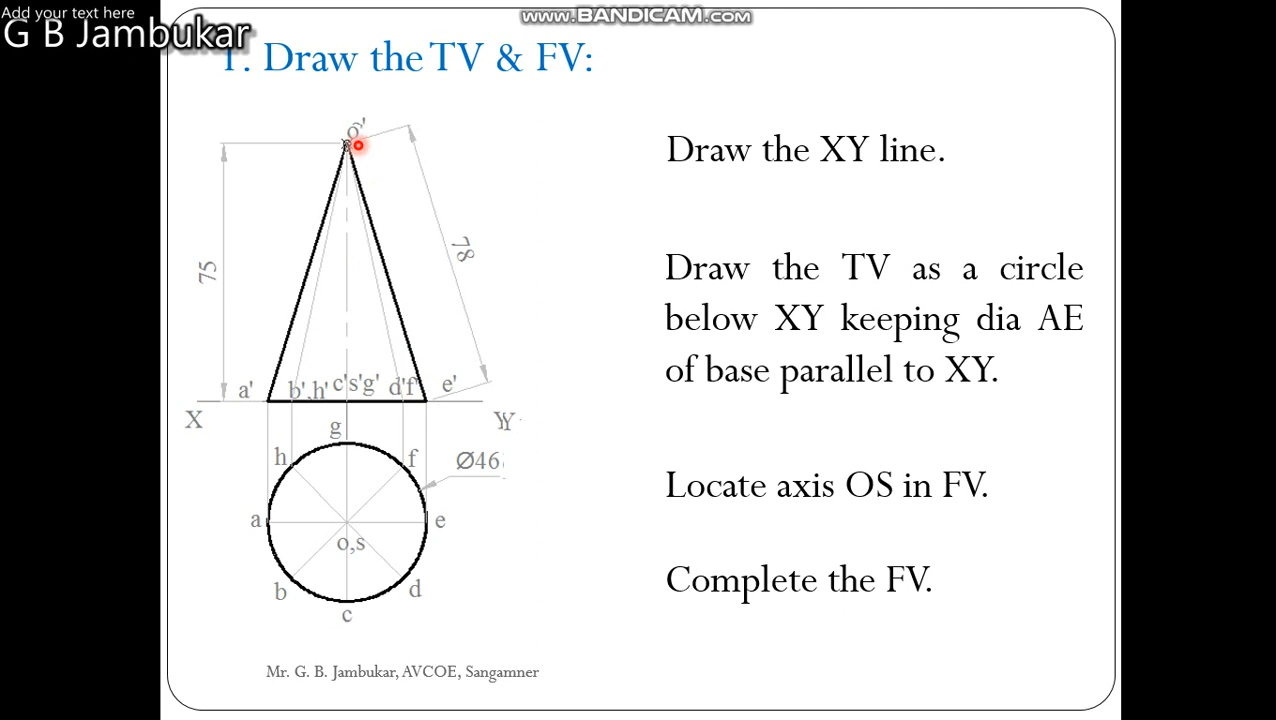 Add your text here
www.BANDICAM.com
G B Jambukar
1. Draw the TV & FV:
o'
Draw the XY line.
75
78
Draw the TV as a circle
below XY keeping dia AE
of base parallel to XY.
a' b',h' c's'g' d'f' e'
X Y
g
h f Ø46
Locate axis OS in FV.
a e
o,s
b d
c
Complete the FV.
Mr. G. B. Jambukar, AVCOE, Sangamner